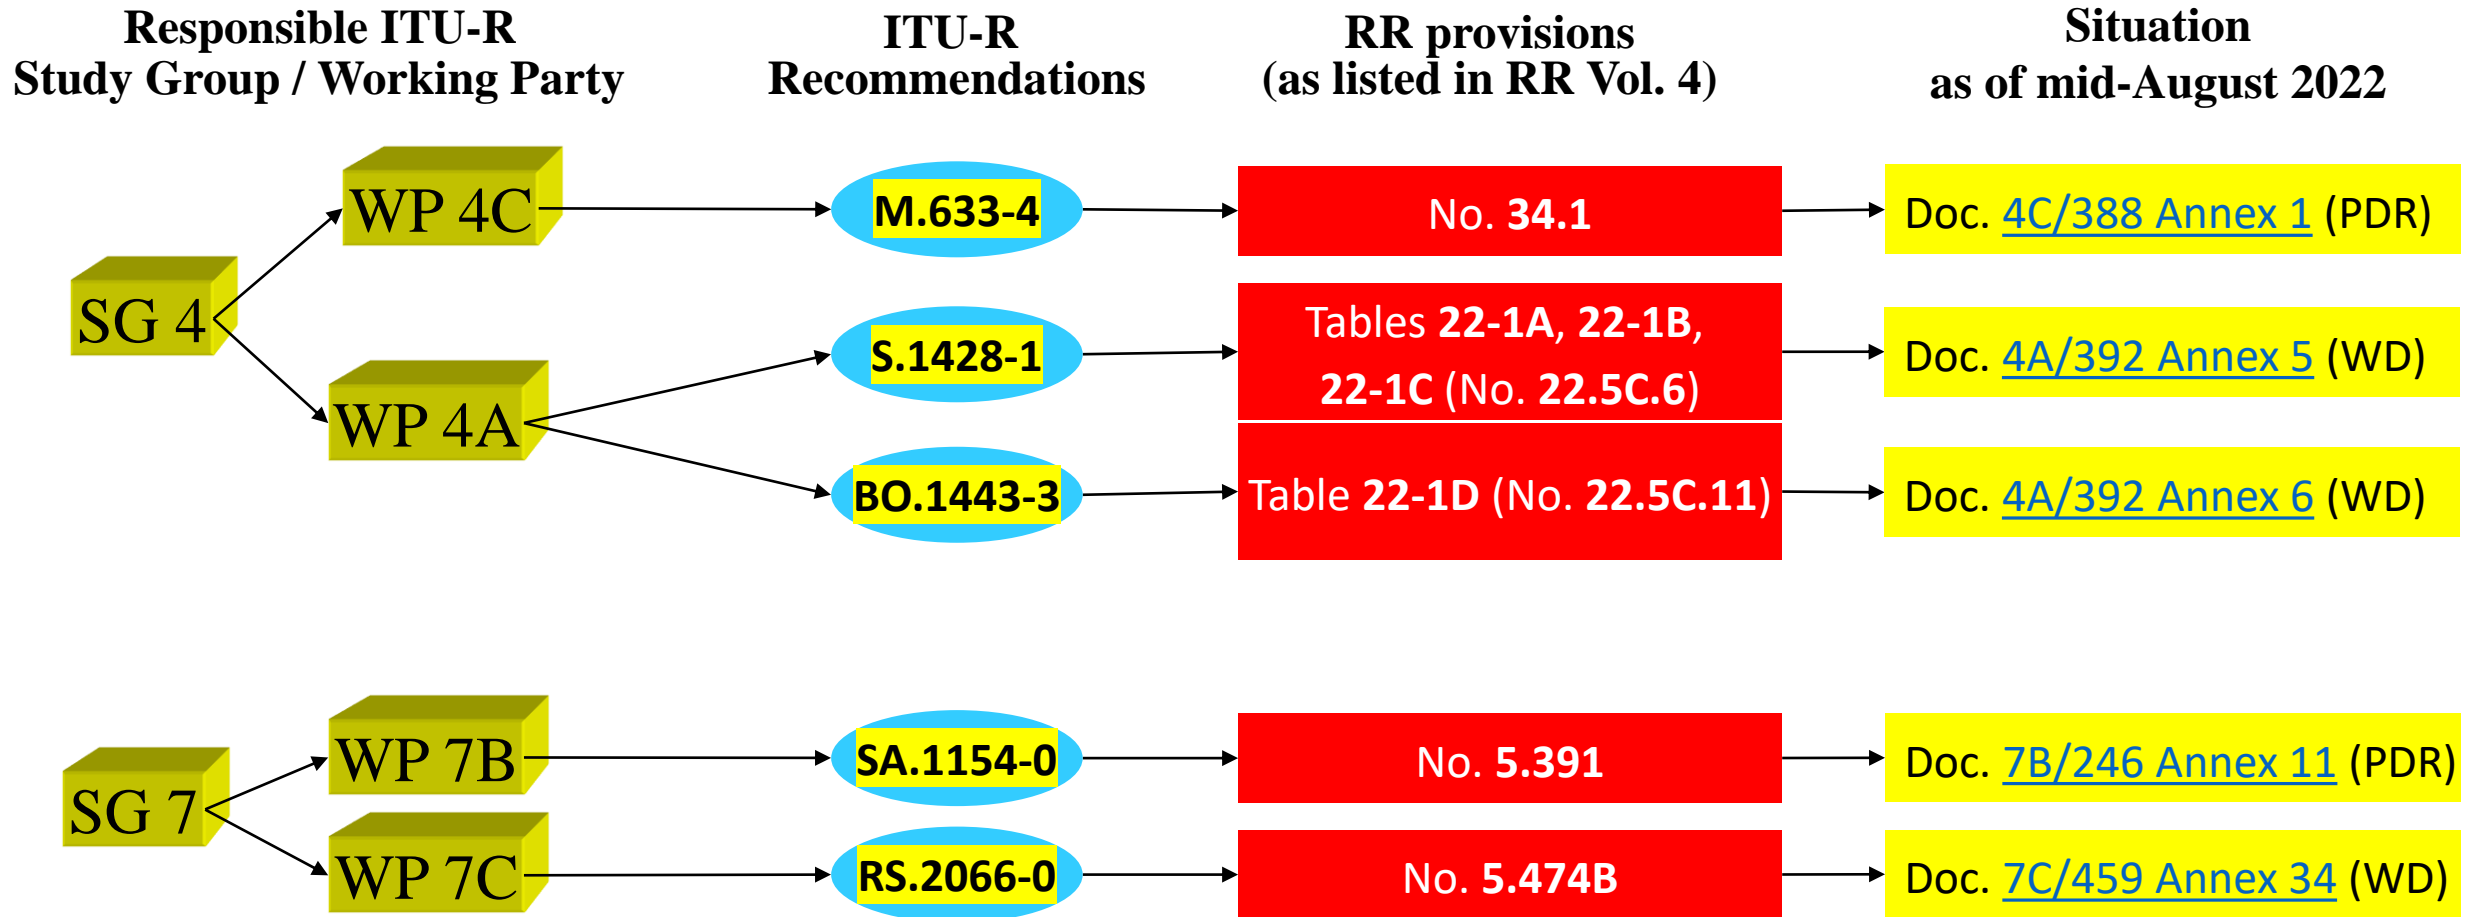 Responsible ITU-R
Study Group / Working Party
ITU-R
Recommendations
RR provisions
(as listed in RR Vol. 4)
Situation
as of mid-August 2022
SG 4
WP 4C
M.633-4
No. 34.1
Doc. 4C/388 Annex 1 (PDR)
WP 4A
S.1428-1
Tables 22-1A, 22-1B,
22-1C (No. 22.5C.6)
Doc. 4A/392 Annex 5 (WD)
BO.1443-3
Table 22-1D (No. 22.5C.11)
Doc. 4A/392 Annex 6 (WD)
SG 7
WP 7B
SA.1154-0
No. 5.391
Doc. 7B/246 Annex 11 (PDR)
WP 7C
RS.2066-0
No. 5.474B
Doc. 7C/459 Annex 34 (WD)